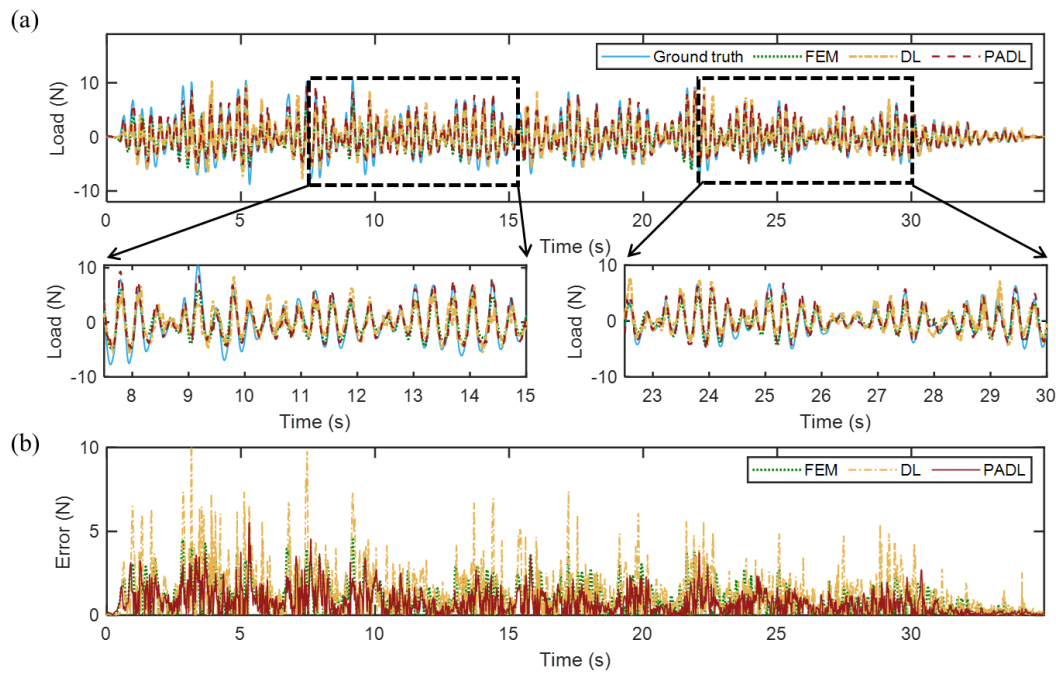 (a)
Load (N)
10
0
-10
Ground truth FEM DL PADL
0 5 10 15 20 25 30
Time (s)
Load (N)
10
0
-10
8 9 10 11 12 13 14 15
Time (s)
Load (N)
10
0
-10
23 24 25 26 27 28 29 30
Time (s)
(b)
Error (N)
10
5
0
FEM DL PADL
0 5 10 15 20 25 30
Time (s)